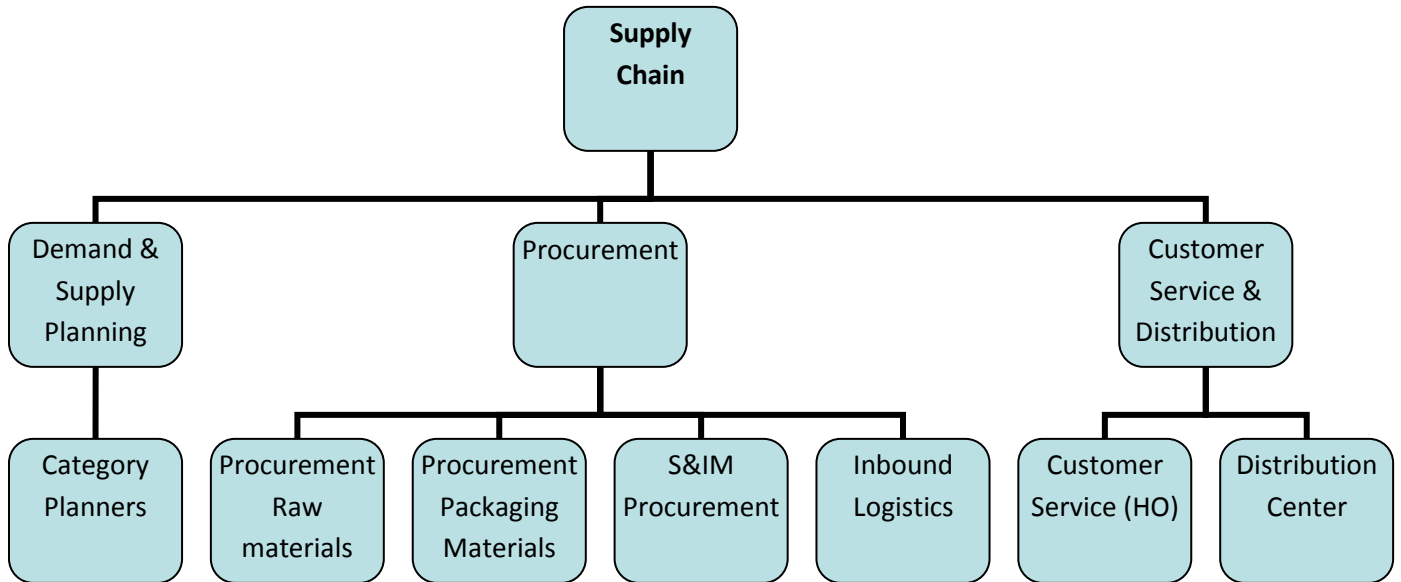 Supply
Chain
Demand &
Supply
Planning
Procurement
Customer
Service &
Distribution
Category
Planners
Procurement
Raw
materials
Procurement
Packaging
Materials
S&IM
Procurement
Inbound
Logistics
Customer
Service (HO)
Distribution
Center